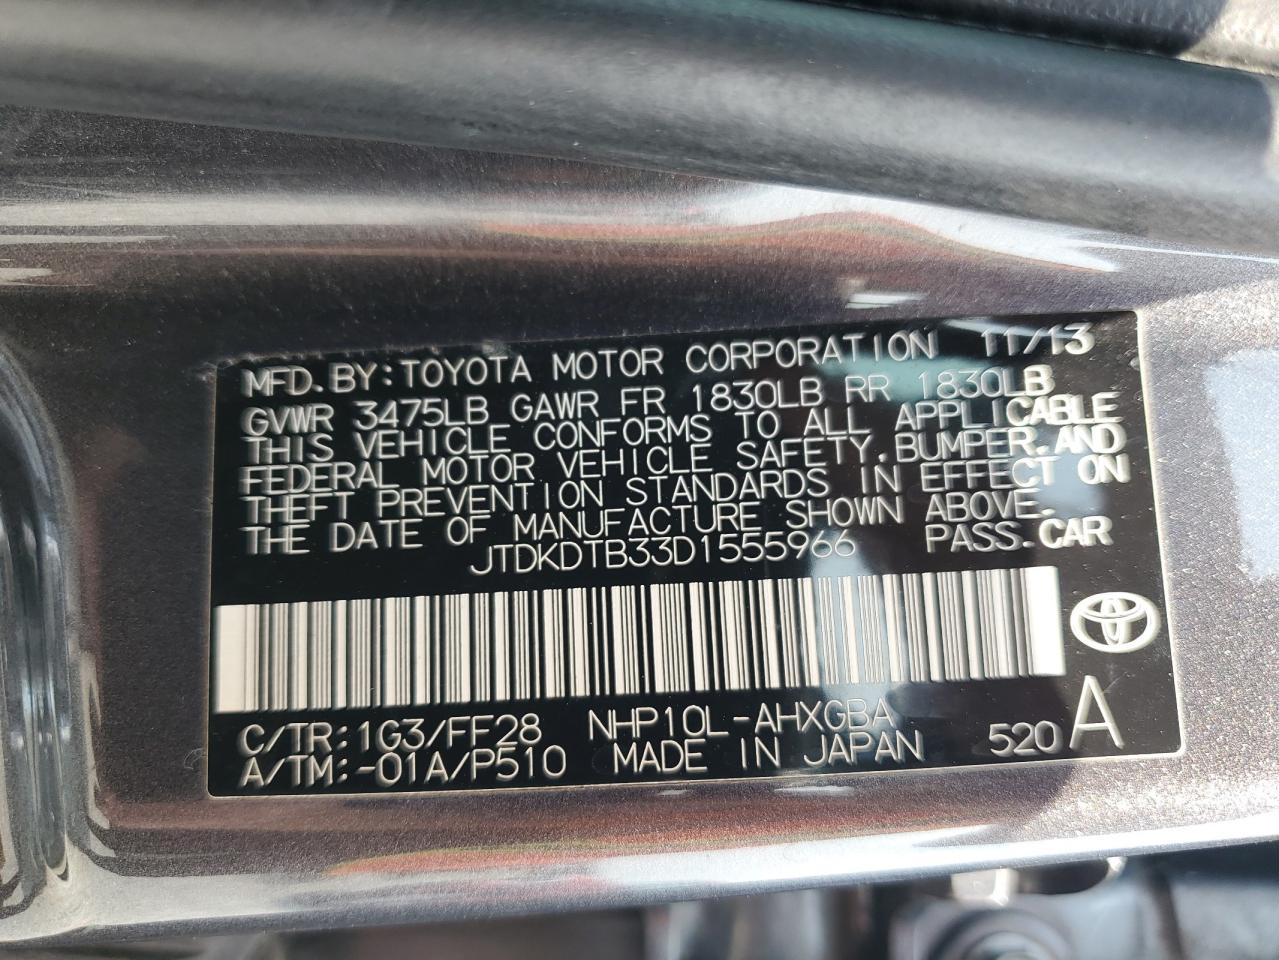 MFD.BY:TOYOTA MOTOR CORPORATION 11/13
GVWR 3475LB GAWR FR 1830LB RR 1830LB
THIS VEHICLE CONFORMS TO ALL APPLICABLE
FEDERAL MOTOR VEHICLE SAFETY,BUMPER,AND
THEFT PREVENTION STANDARDS IN EFFECT ON
THE DATE OF MANUFACTURE SHOWN ABOVE.
JTDKDTB33D1555966 PASS.CAR
C/TR:1G3/FF28 NHP10L-AHXGBA
A/TM:-01A/P510 MADE IN JAPAN 520 A